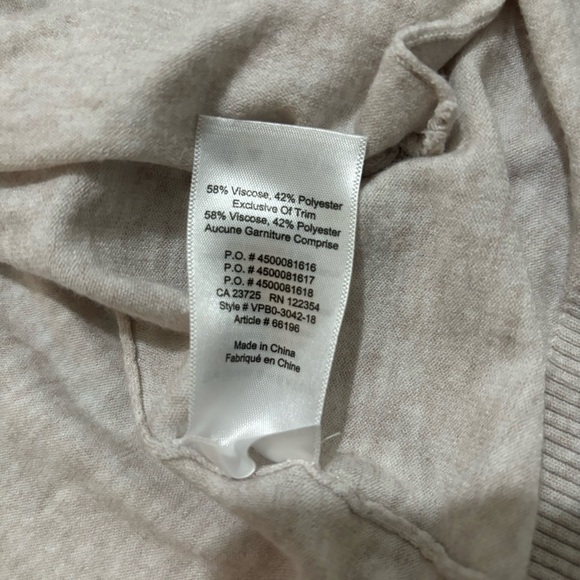 58% Viscose, 42% Polyester
Exclusive Of Trim
58% Viscose, 42% Polyester
Aucune Garniture Comprise
P.O. # 4500081616
P.O. # 4500081617
P.O. # 4500081618
CA 23725 RN 122354
Style # VPB0-3042-18
Article # 66196
Made in China
Fabriqué en Chine